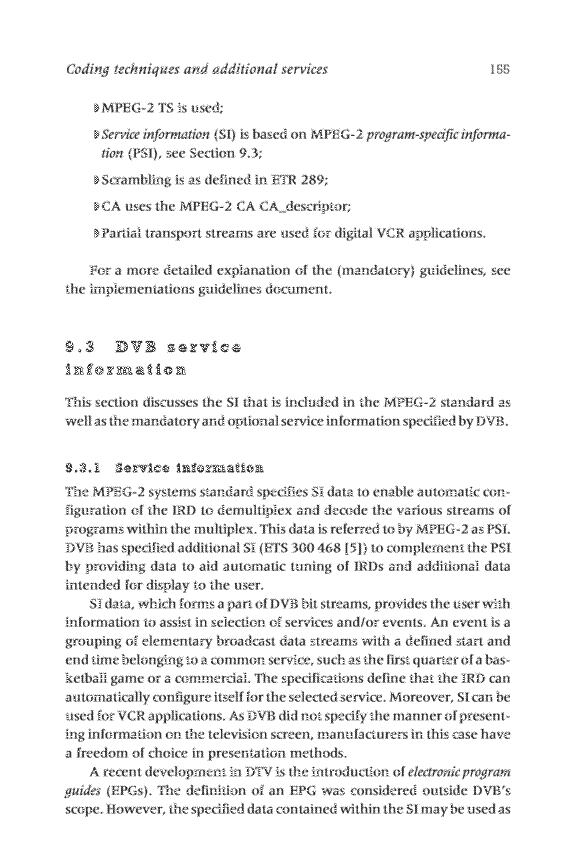 Coding techniques and additional services 155
⦈ MPEG-2 TS is used;
⦈ Service information (SI) is based on MPEG-2 program-specific informa-
tion (PSI), see Section 9.3;
⦈ Scrambling is as defined in ETR 289;
⦈ CA uses the MPEG-2 CA CA_descriptor;
⦈ Partial transport streams are used for digital VCR applications.
For a more detailed explanation of the (mandatory) guidelines, see
the implementations guidelines document.
9.3 DVB service
information
This section discusses the SI that is included in the MPEG-2 standard as
well as the mandatory and optional service information specified by DVB.
9.3.1 Service information
The MPEG-2 systems standard specifies SI data to enable automatic con-
figuration of the IRD to demultiplex and decode the various streams of
programs within the multiplex. This data is referred to by MPEG-2 as PSI.
DVB has specified additional SI (ETS 300 468 [5]) to complement the PSI
by providing data to aid automatic tuning of IRDs and additional data
intended for display to the user.
SI data, which forms a part of DVB bit streams, provides the user with
information to assist in selection of services and/or events. An event is a
grouping of elementary broadcast data streams with a defined start and
end time belonging to a common service, such as the first quarter of a bas-
ketball game or a commercial. The specifications define that the IRD can
automatically configure itself for the selected service. Moreover, SI can be
used for VCR applications. As DVB did not specify the manner of present-
ing information on the television screen, manufacturers in this case have
a freedom of choice in presentation methods.
A recent development in DTV is the introduction of electronic program
guides (EPGs). The definition of an EPG was considered outside DVB's
scope. However, the specified data contained within the SI may be used as